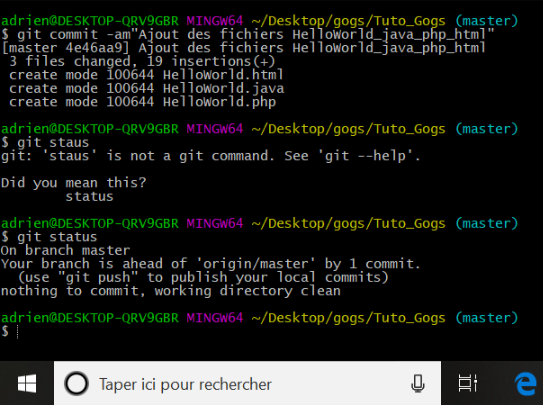 adrien@DESKTOP-QRV9GBR MINGW64 ~/Desktop/gogs/Tuto_Gogs (master)
$ git commit -am"Ajout des fichiers HelloWorld_java_php_html"
[master 4e46aa9] Ajout des fichiers HelloWorld_java_php_html
 3 files changed, 19 insertions(+)
 create mode 100644 HelloWorld.html
 create mode 100644 HelloWorld.java
 create mode 100644 HelloWorld.php
adrien@DESKTOP-QRV9GBR MINGW64 ~/Desktop/gogs/Tuto_Gogs (master)
$ git staus
git: 'staus' is not a git command. See 'git --help'.
Did you mean this?
        status
adrien@DESKTOP-QRV9GBR MINGW64 ~/Desktop/gogs/Tuto_Gogs (master)
$ git status
On branch master
Your branch is ahead of 'origin/master' by 1 commit.
  (use "git push" to publish your local commits)
nothing to commit, working directory clean
adrien@DESKTOP-QRV9GBR MINGW64 ~/Desktop/gogs/Tuto_Gogs (master)
$
Taper ici pour rechercher